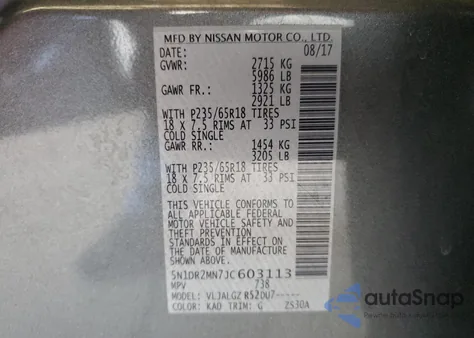 MFD BY NISSAN MOTOR CO., LTD.
DATE: 08/17
GVWR: 2715 KG
5986 LB
GAWR FR.: 1325 KG
2921 LB
WITH P235/65R18 TIRES
18 X 7.5 RIMS AT 33 PSI
COLD SINGLE
GAWR RR.: 1454 KG
3205 LB
WITH P235/65R18 TIRES
18 X 7.5 RIMS AT 33 PSI
COLD SINGLE
THIS VEHICLE CONFORMS TO
ALL APPLICABLE FEDERAL
MOTOR VEHICLE SAFETY AND
THEFT PREVENTION
STANDARDS IN EFFECT ON
THE DATE OF MANUFACTURE
SHOWN ABOVE
5N1DR2MN7JC603113
MPV 738
MODEL: VLJALGZ R52DU7-----
COLOR: KAD TRIM: G ZS30A
autoSnap